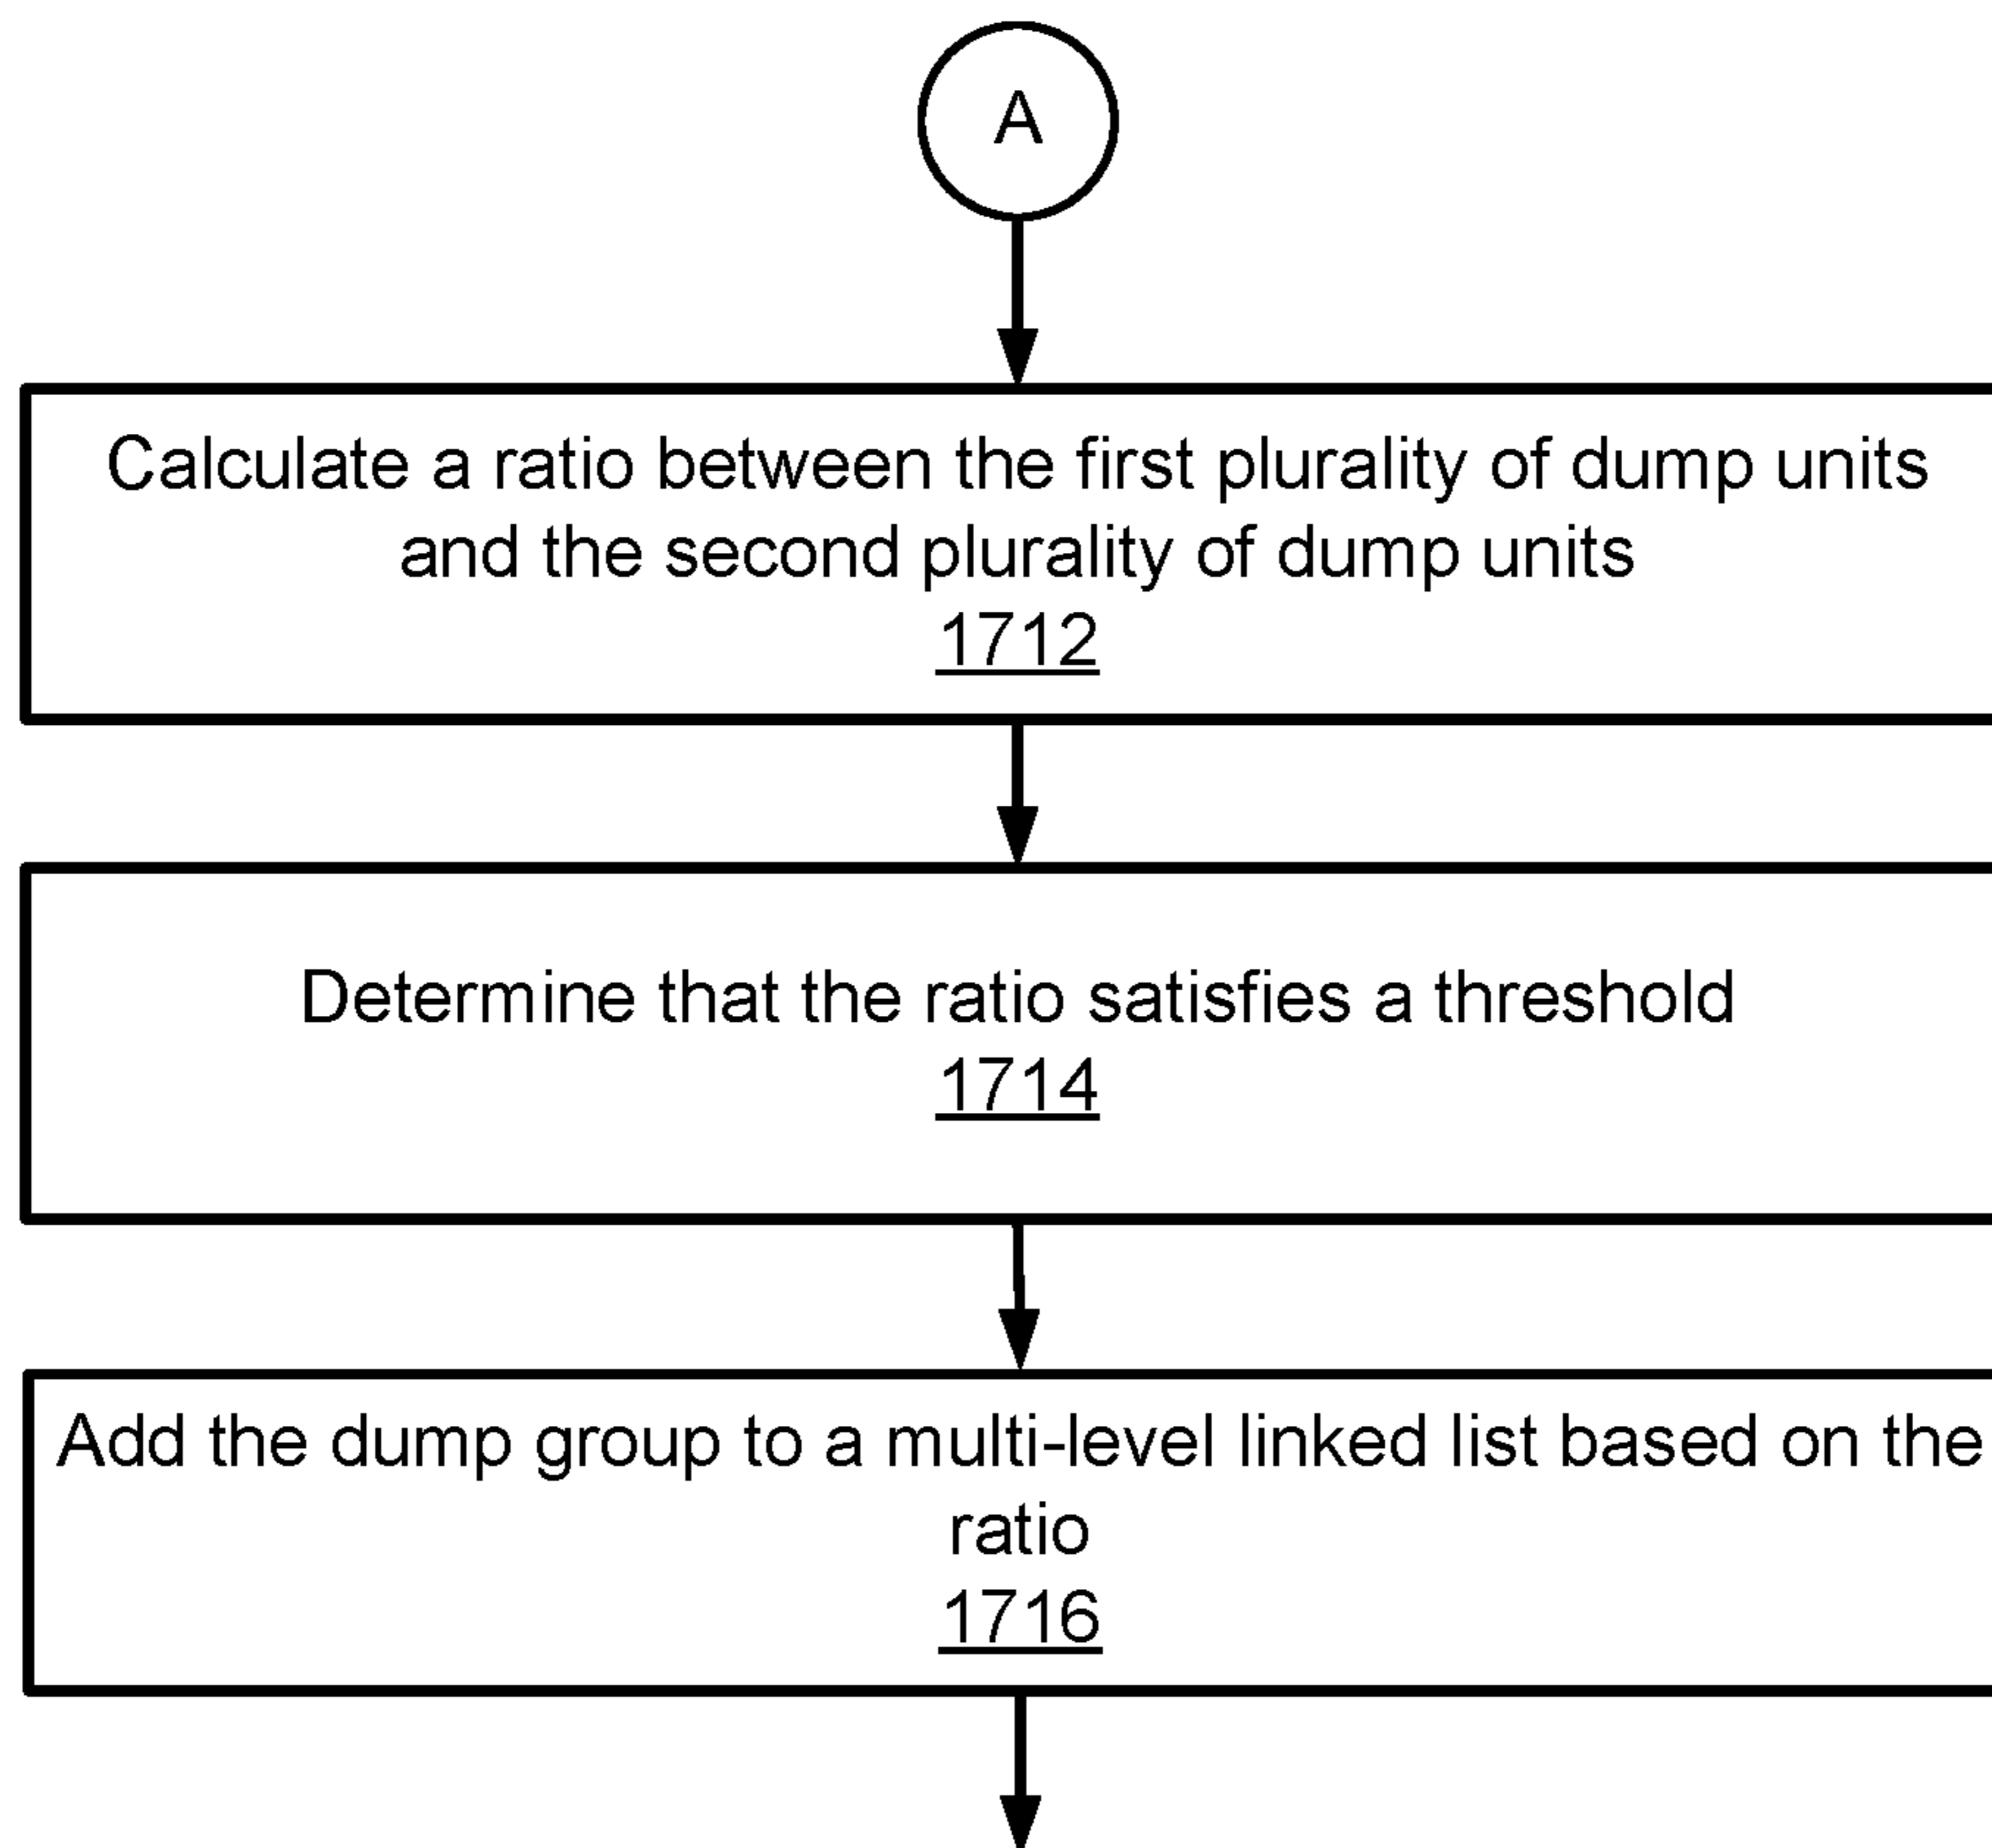 A
Calculate a ratio between the first plurality of dump units
and the second plurality of dump units
1712
Determine that the ratio satisfies a threshold
1714
Add the dump group to a multi-level linked list based on the
ratio
1716